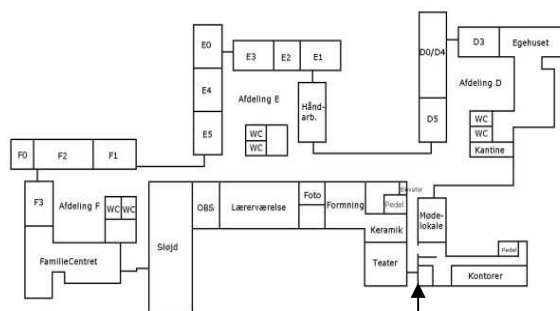 E0
E3
E2
E1
D0/D4
D3
Egehuset
E4
Afdeling E
Hånd-
arb.
Afdeling D
E5
WC
WC
D5
WC
WC
Kantine
F0
F2
F1
F3
Afdeling F
WC
WC
FamilieCentret
Sløjd
OBS
Lærerværelse
Foto
Formning
Elevator
Pedel
Keramik
Teater
Møde-
lokale
Pedel
Kontorer